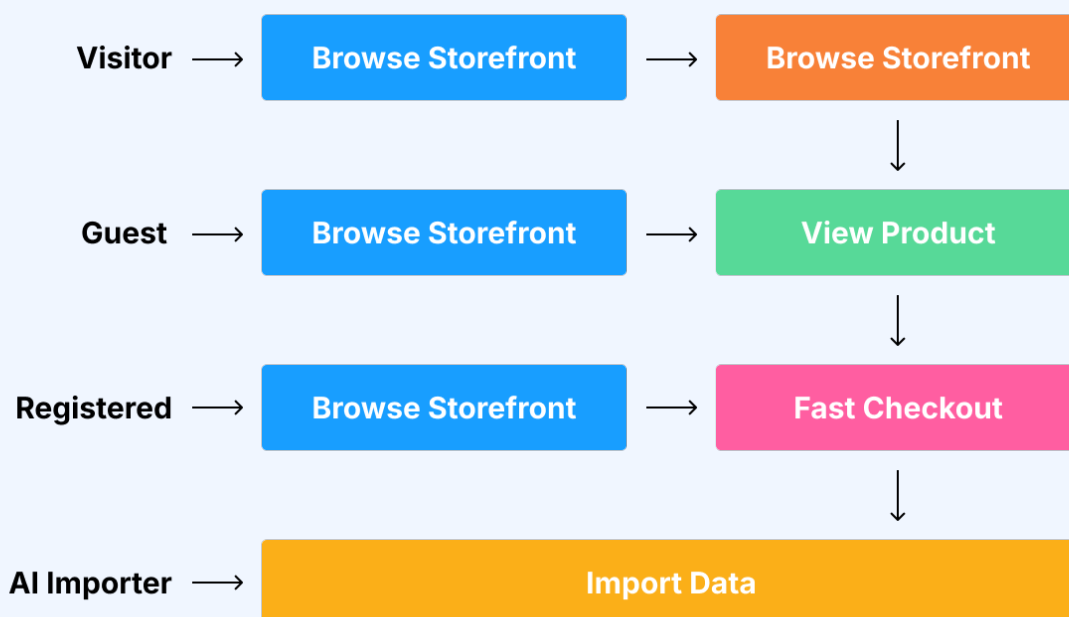 Visitor
Browse Storefront
Browse Storefront
Guest
Browse Storefront
View Product
Registered
Browse Storefront
Fast Checkout
AI Importer
Import Data